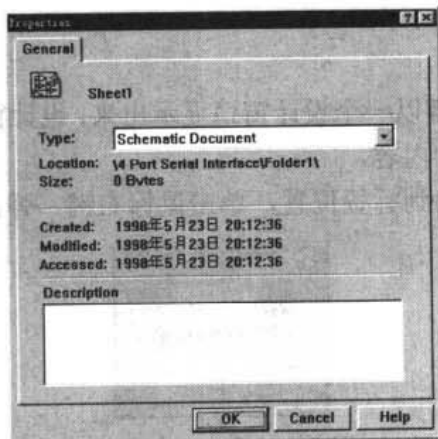 Properties
General
Sheet1
Type: Schematic Document
Location: \4 Port Serial Interface\Folder1\
Size: 0 Bytes
Created: 1998年5月23日 20:12:36
Modified: 1998年5月23日 20:12:36
Accessed: 1998年5月23日 20:12:36
Description
OK Cancel Help